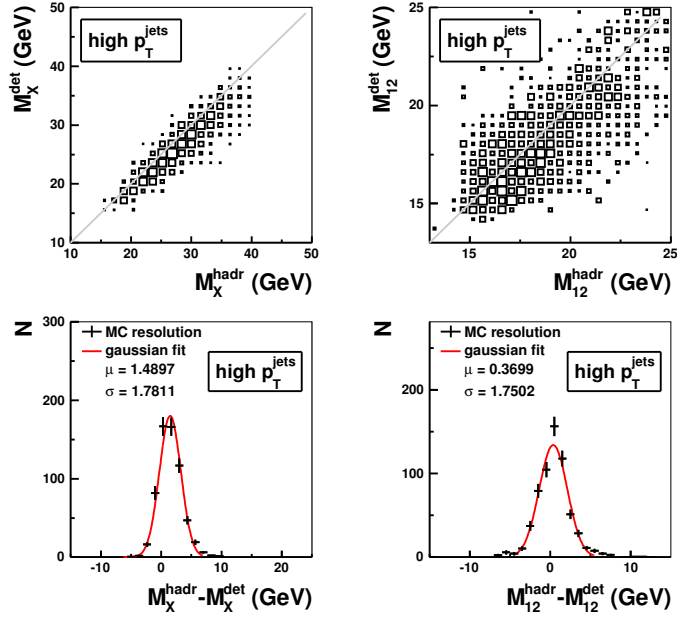 M_X^det (GeV)
50
40
30
20
10
high p_T^jets
10 20 30 40 50
M_X^hadr (GeV)
M_12^det (GeV)
25
20
15
high p_T^jets
15 20 25
M_12^hadr (GeV)
N
300
200
100
0
MC resolution
gaussian fit
μ = 1.4897
σ = 1.7811
high p_T^jets
-10 0 10 20
M_X^hadr-M_X^det (GeV)
N
200
100
0
MC resolution
gaussian fit
μ = 0.3699
σ = 1.7502
high p_T^jets
-10 0 10
M_12^hadr-M_12^det (GeV)